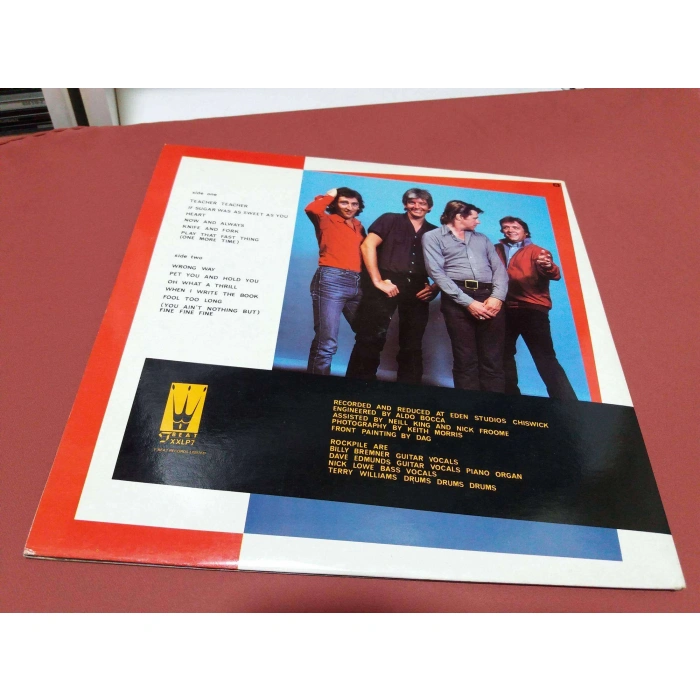 side one
TEACHER TEACHER
IF SUGAR WAS AS SWEET AS YOU
HEART
NOW AND ALWAYS
KNIFE AND FORK
PLAY THAT FAST THING
(ONE MORE TIME)
side two
WRONG WAY
PET YOU AND HOLD YOU
OH WHAT A THRILL
WHEN I WRITE THE BOOK
FOOL TOO LONG
(YOU AIN'T NOTHING BUT)
FINE FINE FINE
F BEAT
XXLP7
RECORDED AND REDUCED AT EDEN STUDIOS CHISWICK
ENGINEERED BY ALDO BOCCA
ASSISTED BY NEILL KING AND NICK FROOME
PHOTOGRAPHY BY KEITH MORRIS
FRONT PAINTING BY DAG
ROCKPILE ARE
BILLY BREMNER GUITAR VOCALS
DAVE EDMUNDS GUITAR VOCALS PIANO ORGAN
NICK LOWE BASS VOCALS
TERRY WILLIAMS DRUMS DRUMS DRUMS